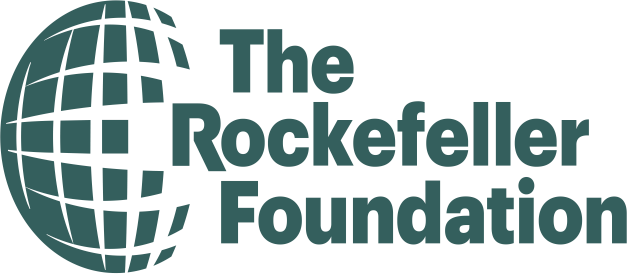 The
Rockefeller
Foundation